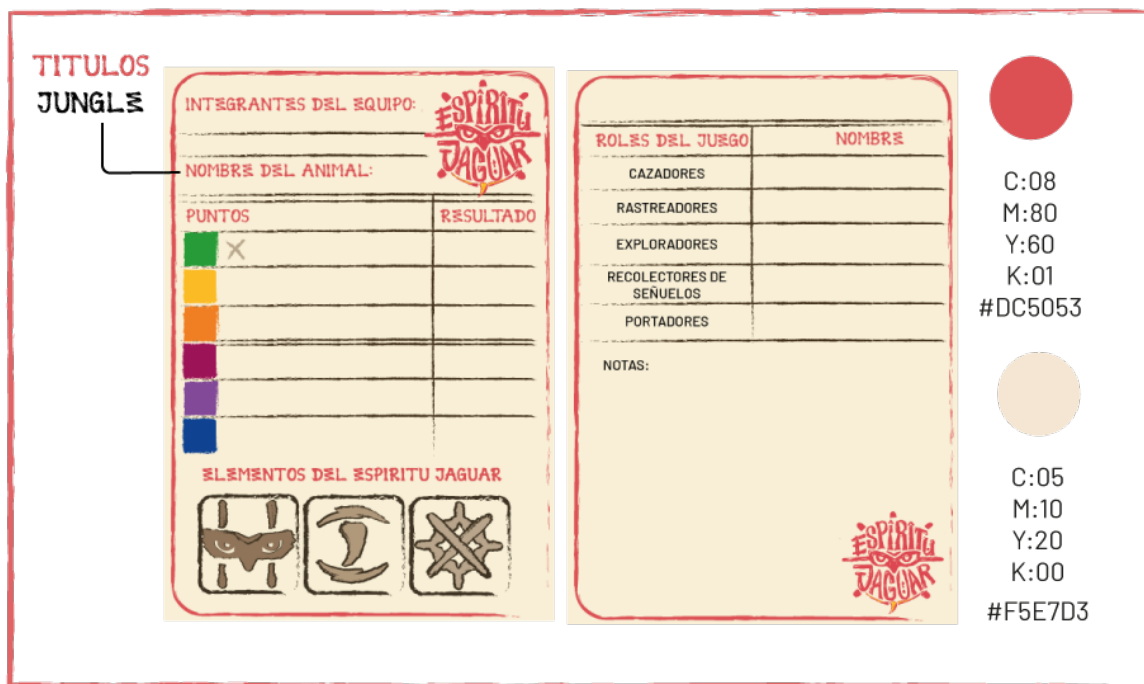 TITULOS
JUNGLE
INTEGRANTES DEL EQUIPO:
ESPIRITU
JAGUAR
NOMBRE DEL ANIMAL:
PUNTOS
RESULTADO
ELEMENTOS DEL ESPIRITU JAGUAR
ROLES DEL JUEGO
NOMBRE
CAZADORES
RASTREADORES
EXPLORADORES
RECOLECTORES DE
SEÑUELOS
PORTADORES
NOTAS:
ESPIRITU
JAGUAR
C:08
M:80
Y:60
K:01
#DC5053
C:05
M:10
Y:20
K:00
#F5E7D3